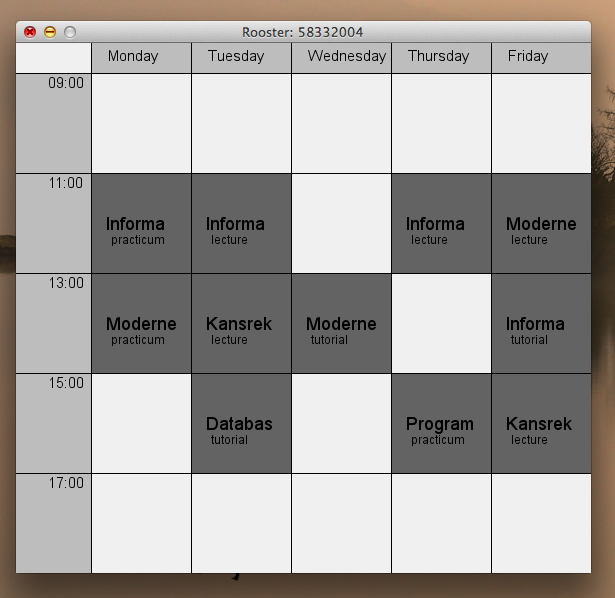 Rooster: 58332004
Monday Tuesday Wednesday Thursday Friday
09:00
11:00
Informa Informa Informa Moderne
practicum lecture lecture lecture
13:00
Moderne Kansrek Moderne Informa
practicum lecture tutorial tutorial
15:00
Databas Program Kansrek
tutorial practicum lecture
17:00